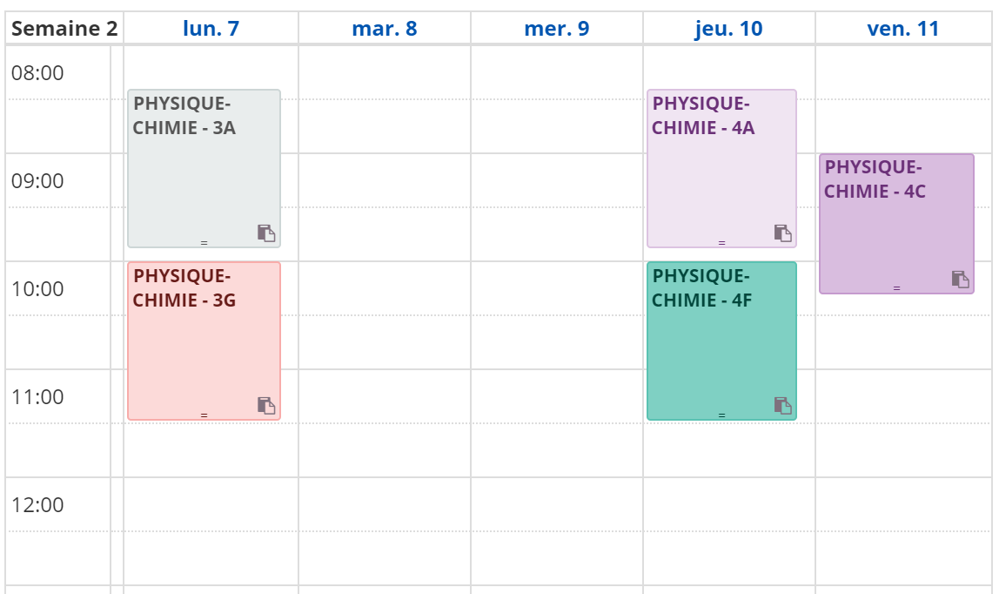 Semaine 2 lun. 7 mar. 8 mer. 9 jeu. 10 ven. 11
08:00
PHYSIQUE-
CHIMIE - 3A
=
PHYSIQUE-
CHIMIE - 4A
=
09:00
PHYSIQUE-
CHIMIE - 4C
=
10:00
PHYSIQUE-
CHIMIE - 3G
=
PHYSIQUE-
CHIMIE - 4F
=
11:00
12:00